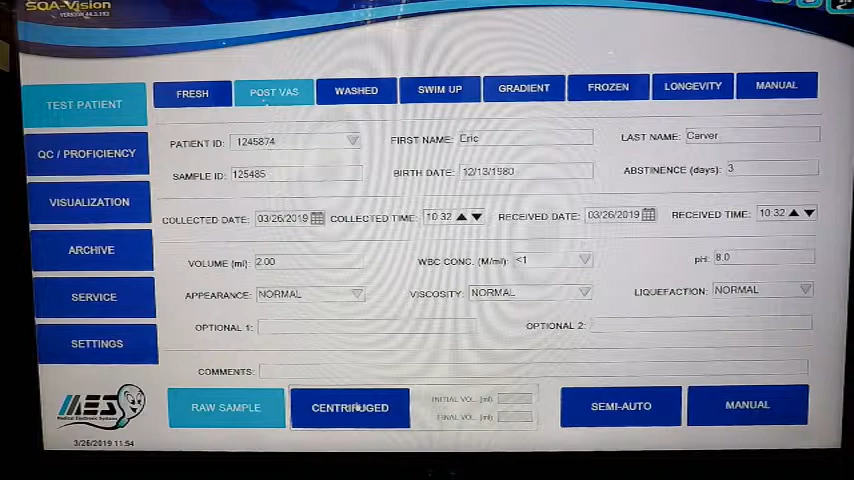 SQA-Vision
VERSION
TEST PATIENT
FRESH
POST VAS
WASHED
SWIM UP
GRADIENT
FROZEN
LONGEVITY
MANUAL
QC / PROFICIENCY
PATIENT ID: 1245874
FIRST NAME: Eric
LAST NAME: Carver
SAMPLE ID: 125485
BIRTH DATE: 12/13/1980
ABSTINENCE (days): 3
VISUALIZATION
COLLECTED DATE: 03/26/2019
COLLECTED TIME: 10:32
RECEIVED DATE: 03/26/2019
RECEIVED TIME: 10:32
ARCHIVE
VOLUME (ml): 2.00
WBC CONC. (M/ml): <1
pH: 8.0
SERVICE
APPEARANCE: NORMAL
VISCOSITY: NORMAL
LIQUEFACTION: NORMAL
OPTIONAL 1:
OPTIONAL 2:
SETTINGS
COMMENTS:
MES
Medical Electronic Systems
RAW SAMPLE
CENTRIFUGED
INITIAL VOL. (ml)
FINAL VOL. (ml)
SEMI-AUTO
MANUAL
3/26/2019 11:54